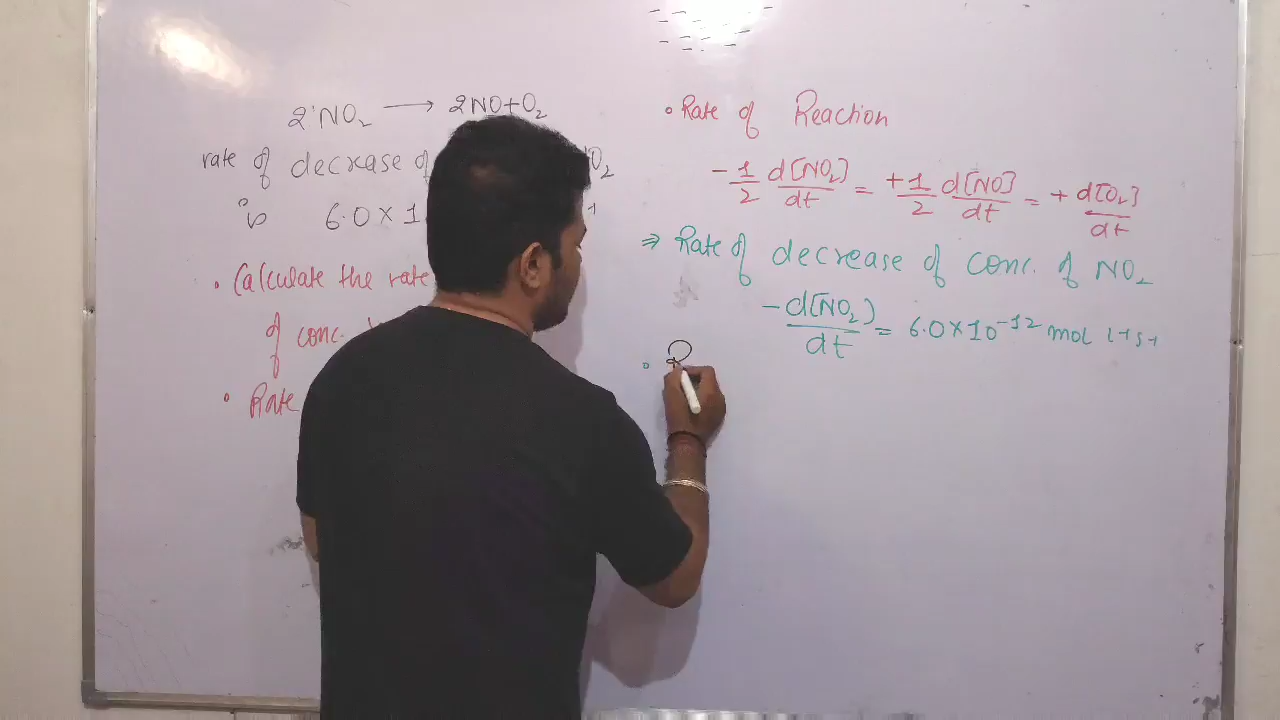 2NO₂ ⟶ 2NO+O₂
rate of decrease of
is 6.0×1
• Calculate the rate
of conc.
• Rate
• Rate of Reaction
-1/2 d[NO₂]/dt = +1/2 d[NO]/dt = + d[O₂]/dt
⇒ Rate of decrease of conc. of NO₂
-d[NO₂)/dt = 6.0×10⁻¹² mol l⁻¹s⁻¹